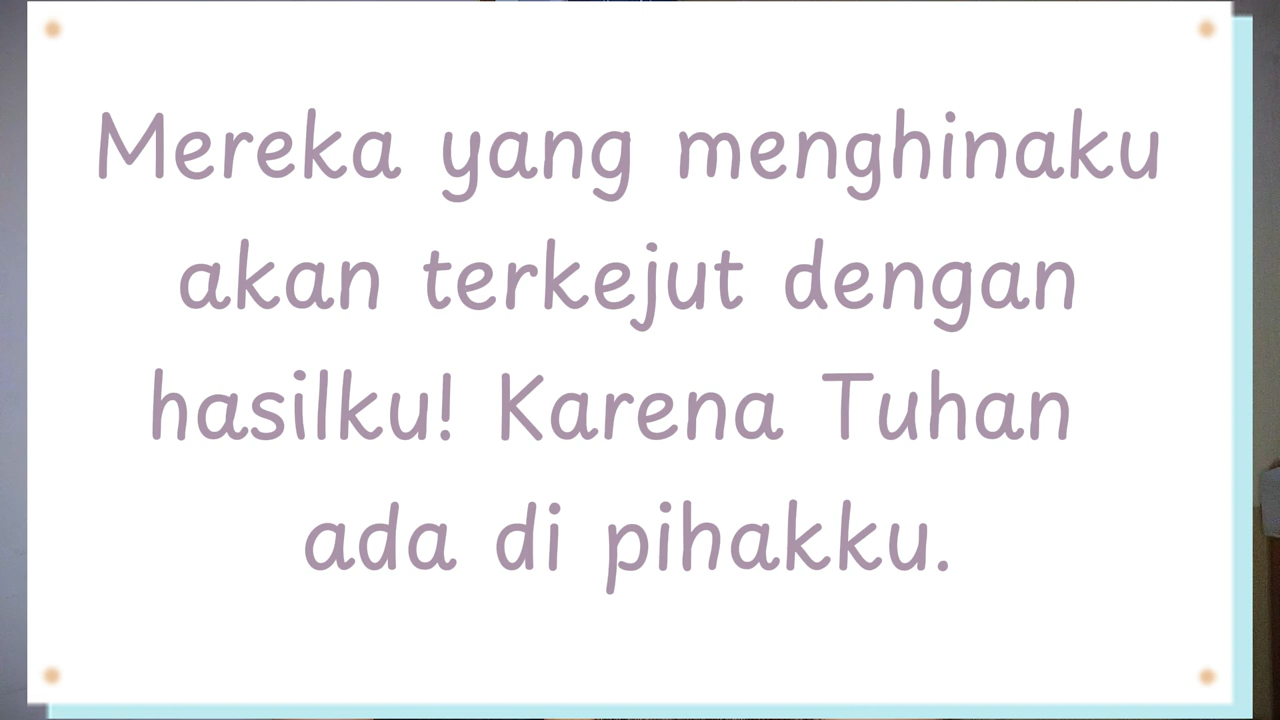 Mereka yang menghinaku
akan terkejut dengan
hasilku! Karena Tuhan
ada di pihakku.